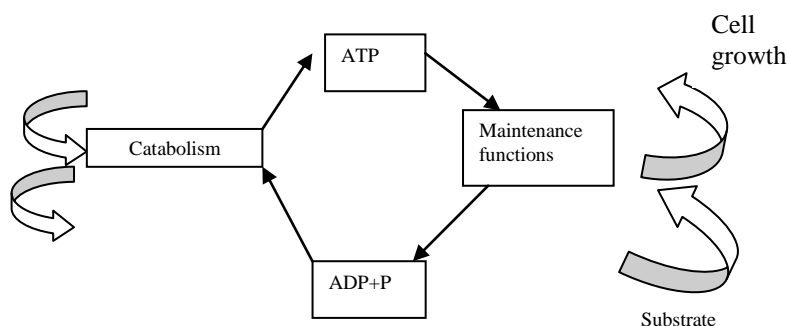 Cell
growth
ATP
Maintenance
functions
Catabolism
ADP+P
Substrate